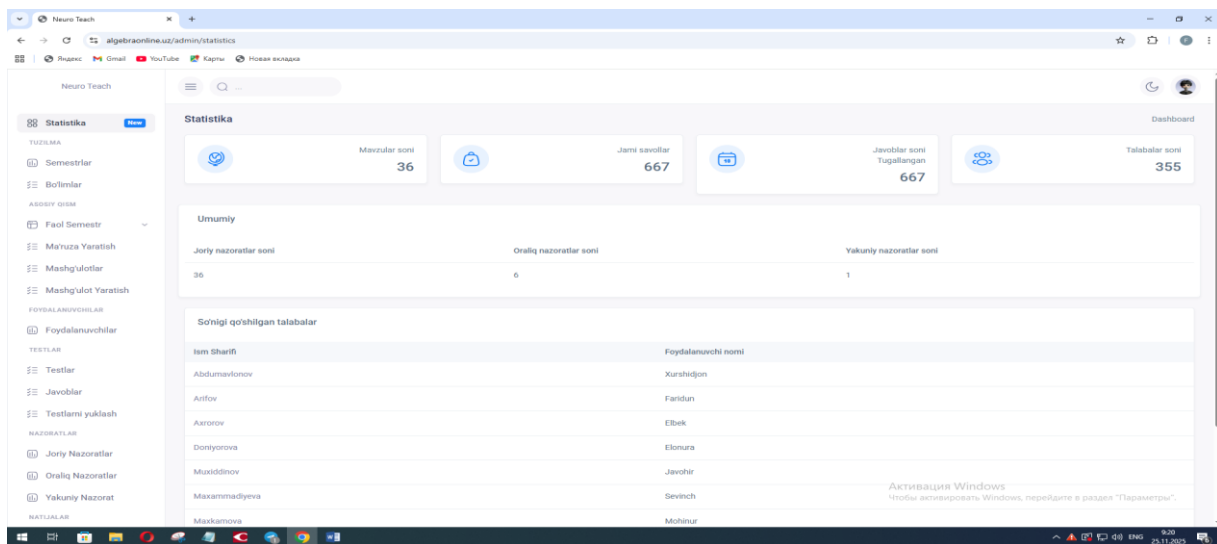 Neuro Teach
algebraonline.uz/admin/statistics
Яндекс Gmail YouTube Карты Новая вкладка
Neuro Teach
...
Statistika New
TUZILMA
Semestrlar
Bo'limlar
ASOSIY QISM
Faol Semestr
Ma'ruza Yaratish
Mashg'ulotlar
Mashg'ulot Yaratish
FOYDALANUVCHILAR
Foydalanuvchilar
TESTLAR
Testlar
Javoblar
Testlarni yuklash
NAZORATLAR
Joriy Nazoratlar
Oraliq Nazoratlar
Yakuniy Nazorat
NATIJALAR
Statistika Dashboard
Mavzular soni
36
Jami savollar
667
Javoblar soni
Tugallangan
667
Talabalar soni
355
Umumiy
Joriy nazoratlar soni Oraliq nazoratlar soni Yakuniy nazoratlar soni
36 6 1
So'nigi qo'shilgan talabalar
Ism Sharifi Foydalanuvchi nomi
Abdumavlonov Xurshidjon
Arifov Faridun
Axrorov Elbek
Doniyorova Elonura
Muxiddinov Javohir
Maxammadiyeva Sevinch
Maxkamova Mohinur
Активация Windows
Чтобы активировать Windows, перейдите в раздел "Параметры".
ENG
9:20
25.11.2025